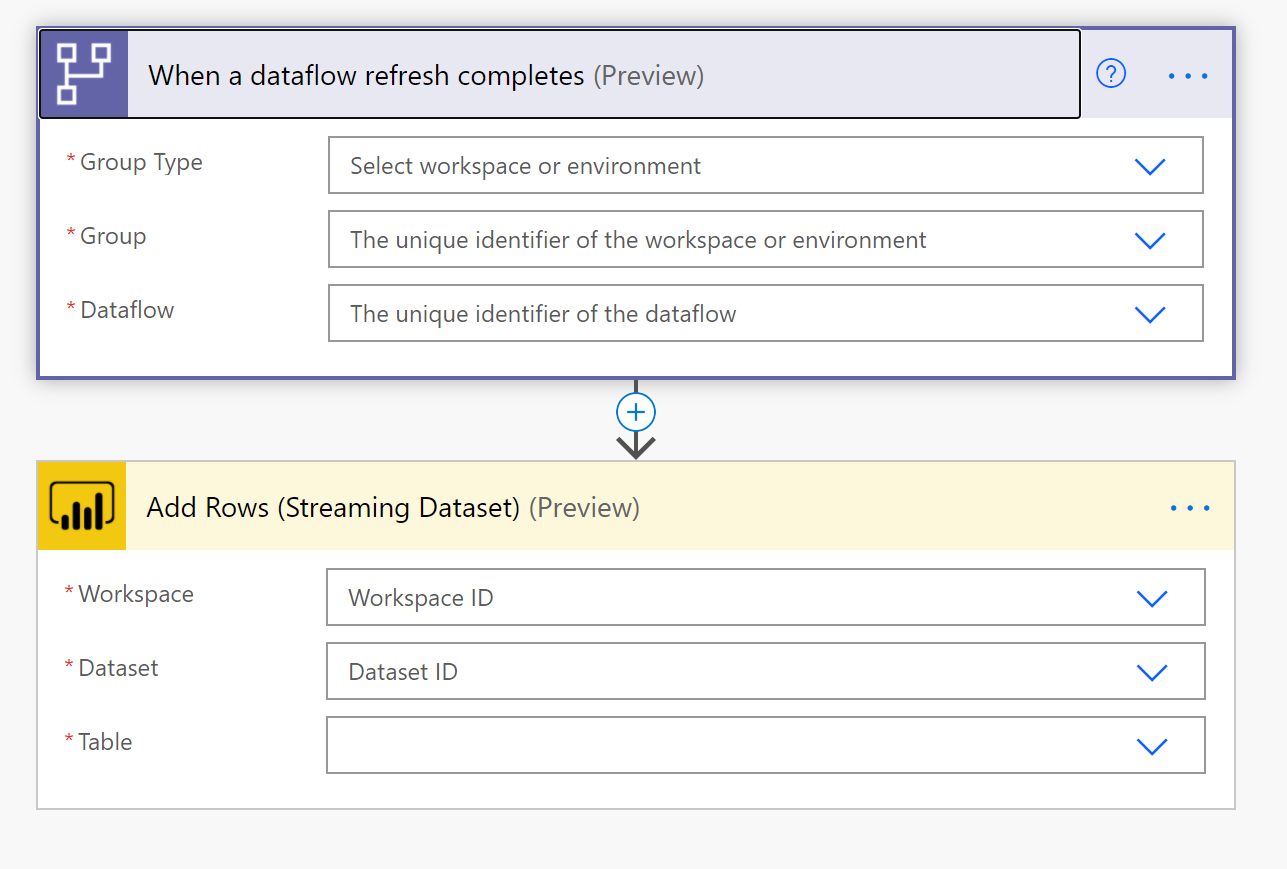 When a dataflow refresh completes (Preview)
* Group Type
Select workspace or environment
* Group
The unique identifier of the workspace or environment
* Dataflow
The unique identifier of the dataflow
Add Rows (Streaming Dataset) (Preview)
* Workspace
Workspace ID
* Dataset
Dataset ID
* Table